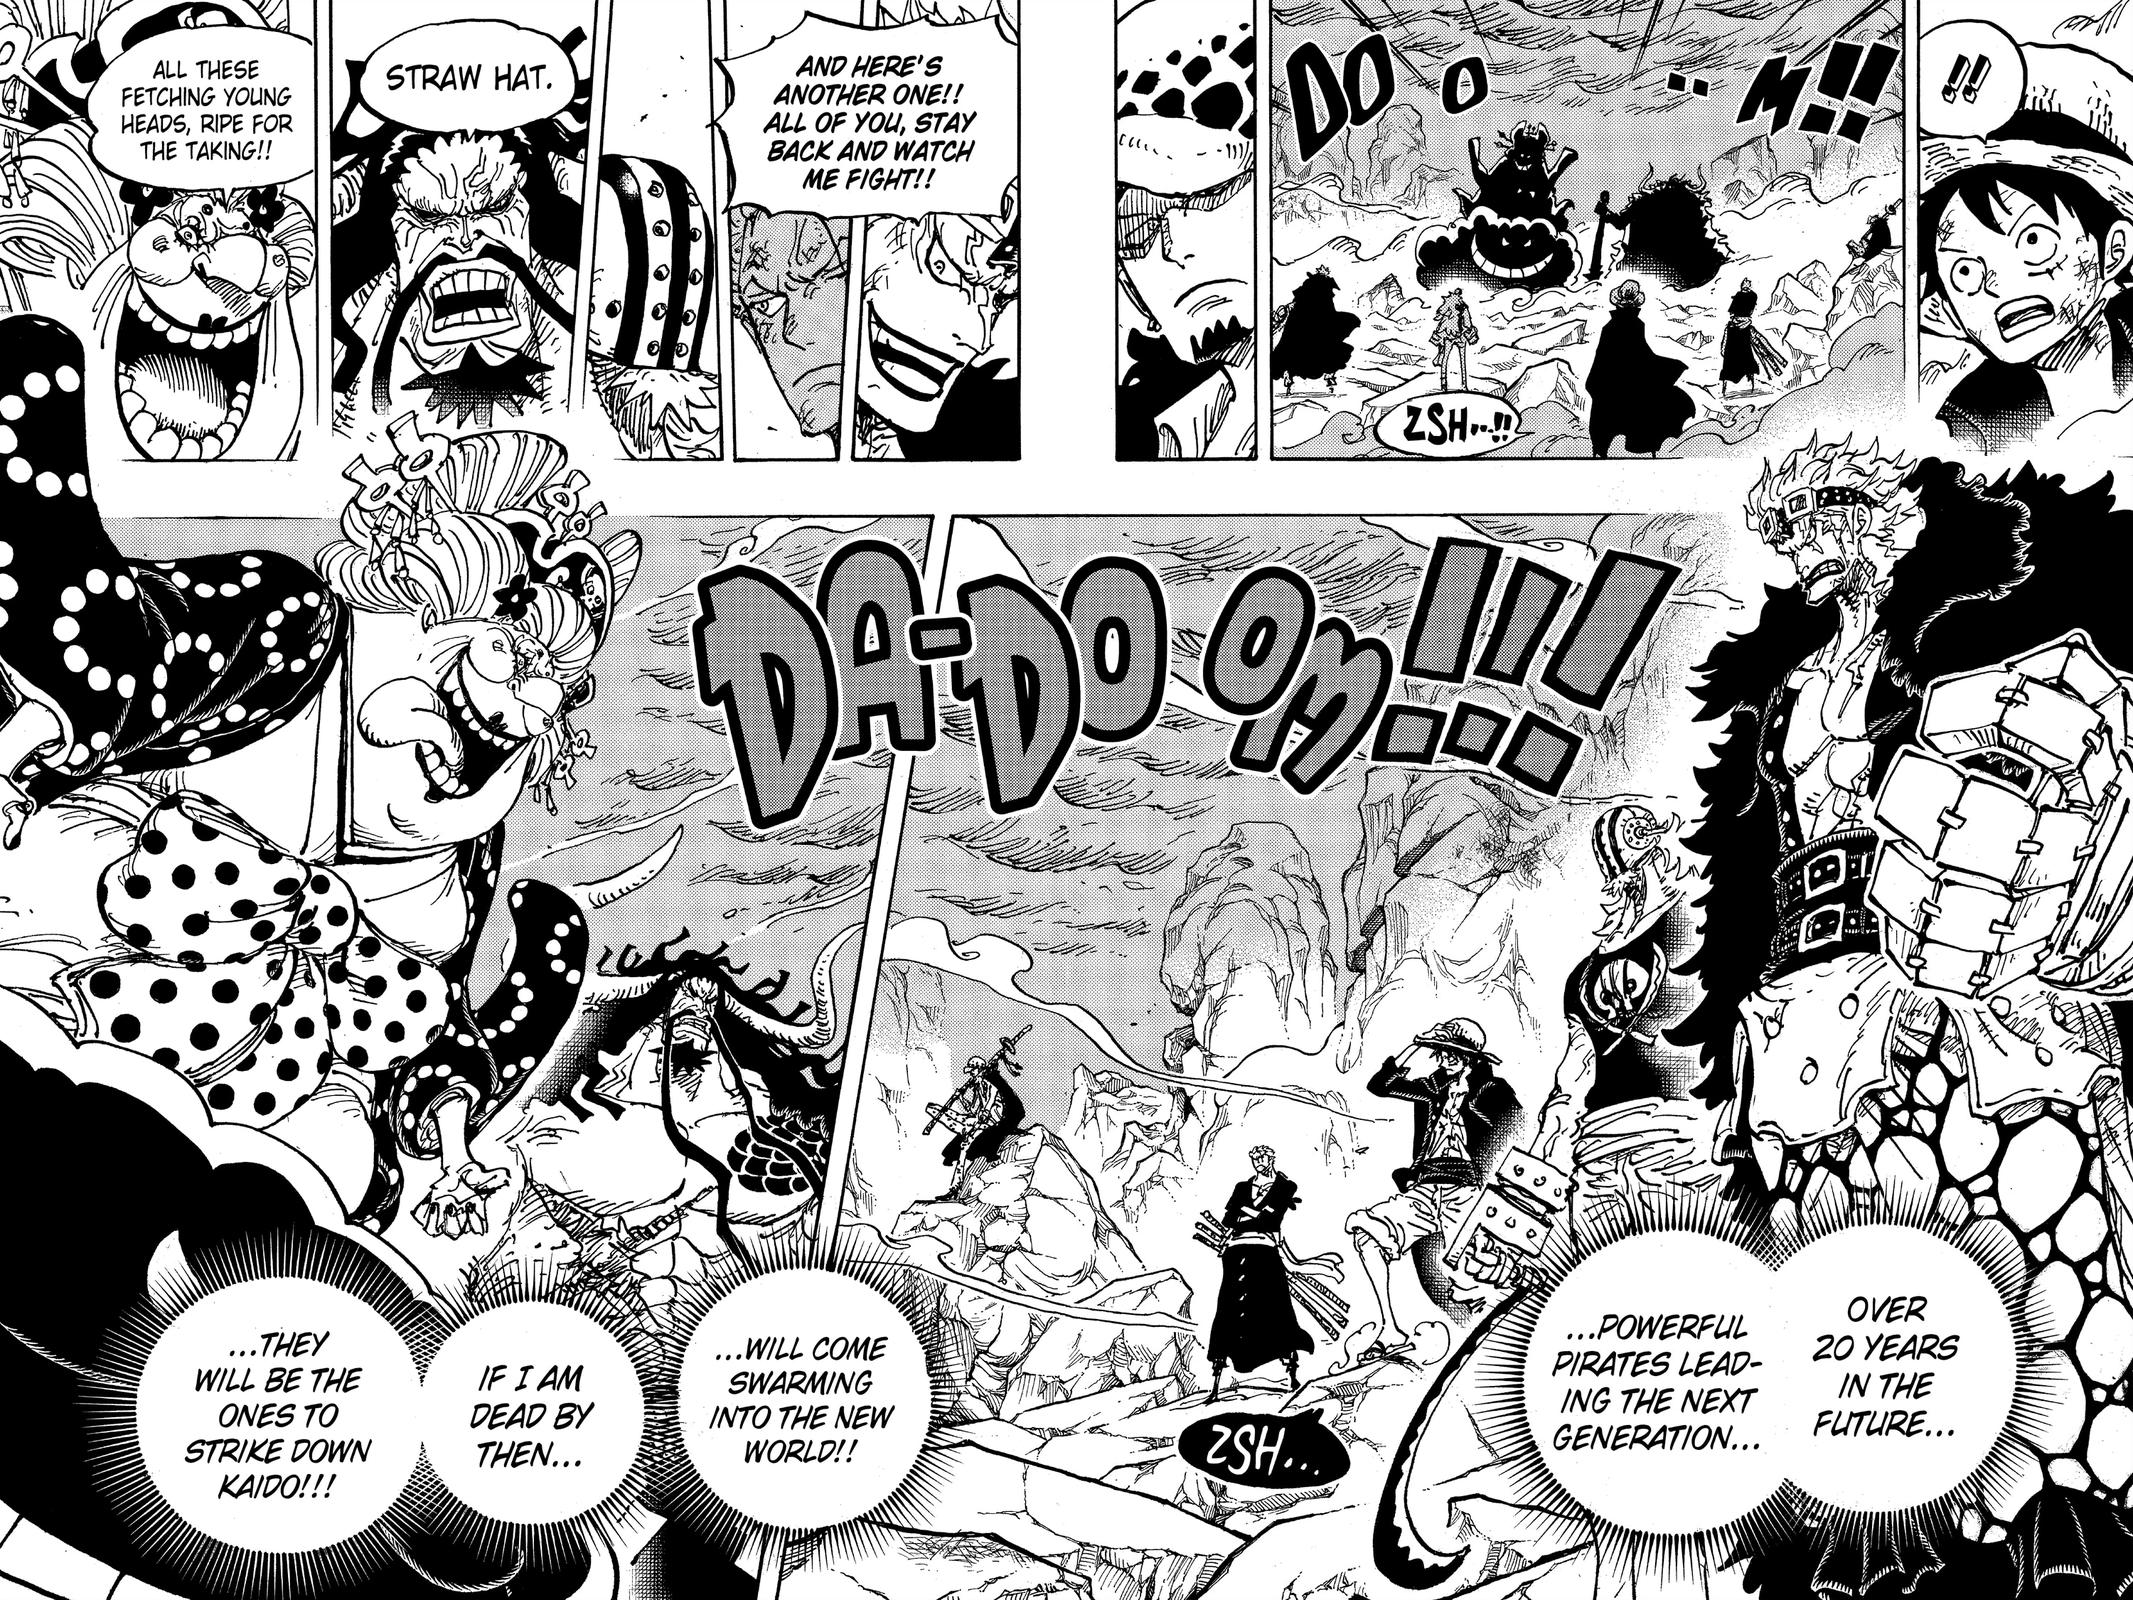 !!
DO O .. M!!
ZSH...!!
AND HERE'S
ANOTHER ONE!!
ALL OF YOU, STAY
BACK AND WATCH
ME FIGHT!!
STRAW HAT.
ALL THESE
FETCHING YOUNG
HEADS, RIPE FOR
THE TAKING!!
DA-DO OM!!!
OVER
20 YEARS
IN THE
FUTURE...
...POWERFUL
PIRATES LEAD-
ING THE NEXT
GENERATION...
ZSH...
...WILL COME
SWARMING
INTO THE NEW
WORLD!!
IF I AM
DEAD BY
THEN...
...THEY
WILL BE THE
ONES TO
STRIKE DOWN
KAIDO!!!